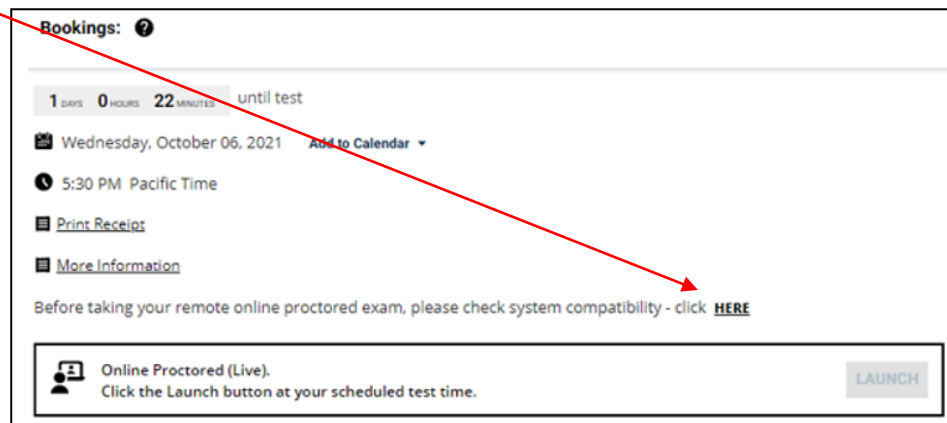 Bookings: ?
1 DAYS 0 HOURS 22 MINUTES until test
Wednesday, October 06, 2021 Add to Calendar
5:30 PM Pacific Time
Print Receipt
More Information
Before taking your remote online proctored exam, please check system compatibility - click HERE
Online Proctored (Live).
Click the Launch button at your scheduled test time.
LAUNCH